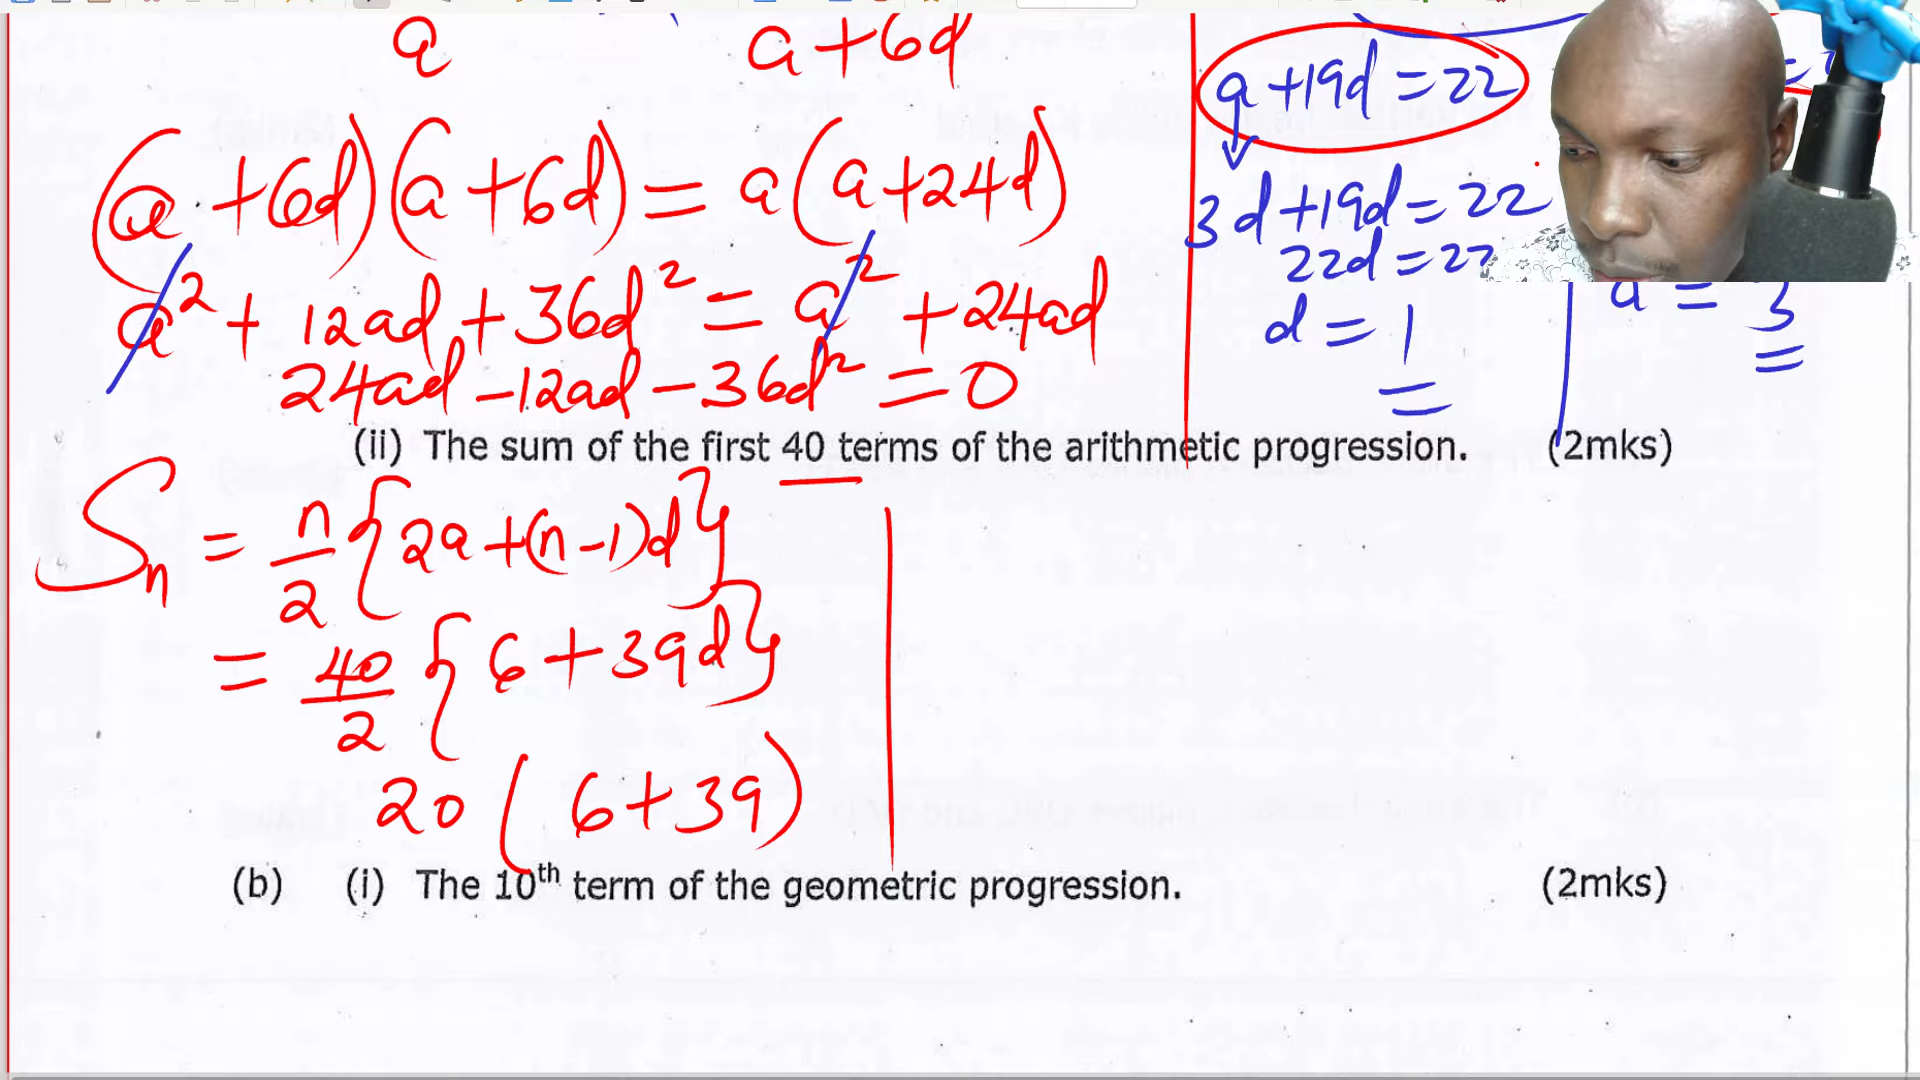 a a+6d
(a+6d)(a+6d)=a(a+24d)
a²+12ad+36d²=a²+24ad
24ad-12ad-36d²=0
a+19d=22
3d+19d=22
22d=22
d=1
a=3
(ii) The sum of the first 40 terms of the arithmetic progression. (2mks)
Sn=n/2{2a+(n-1)d}
=40/2{6+39d}
20(6+39)
(b) (i) The 10th term of the geometric progression. (2mks)